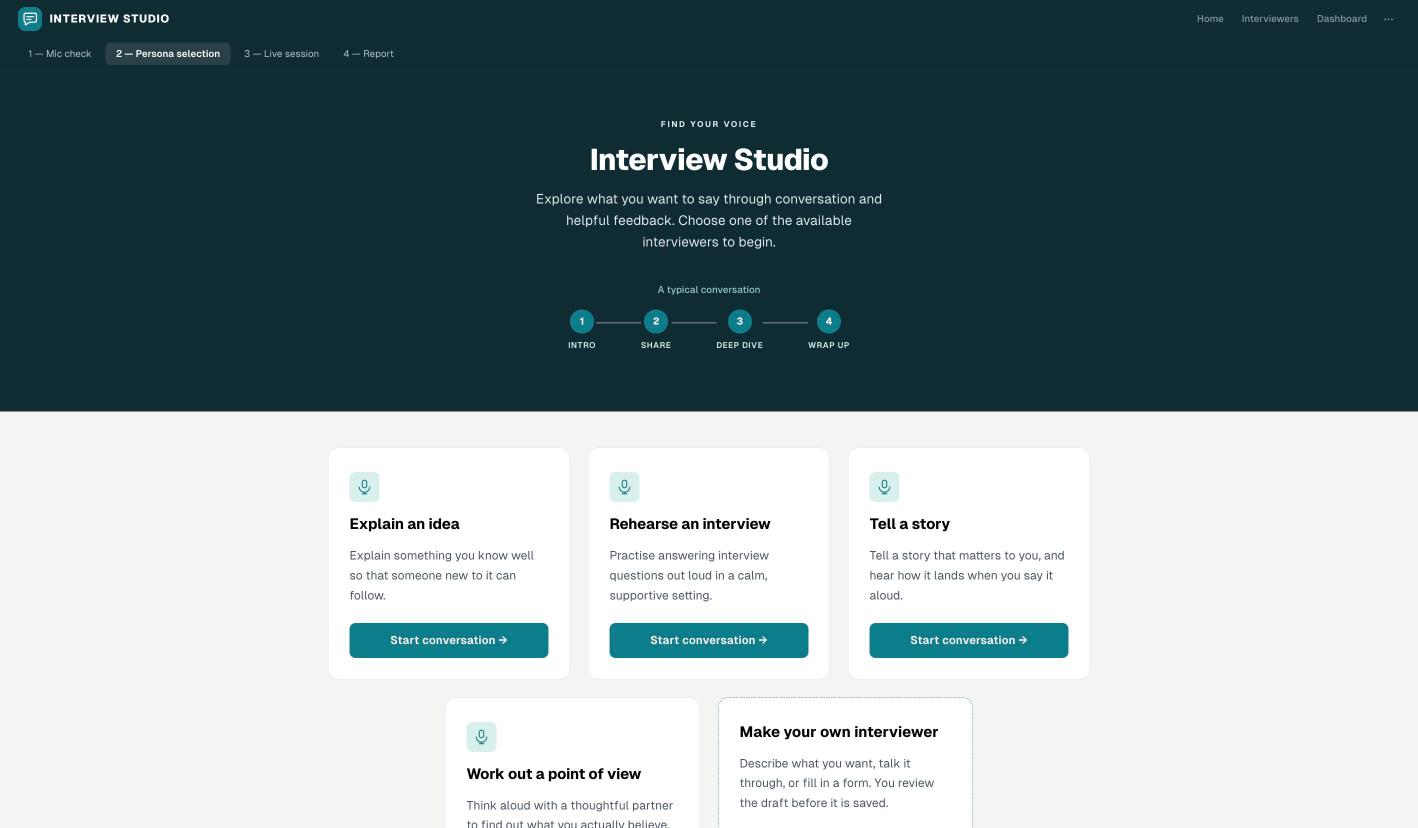 INTERVIEW STUDIO
Home
Interviewers
Dashboard
1 — Mic check
2 — Persona selection
3 — Live session
4 — Report
FIND YOUR VOICE
Interview Studio
Explore what you want to say through conversation and
helpful feedback. Choose one of the available
interviewers to begin.
A typical conversation
1
2
3
4
INTRO
SHARE
DEEP DIVE
WRAP UP
Explain an idea
Explain something you know well
so that someone new to it can
follow.
Start conversation →
Rehearse an interview
Practise answering interview
questions out loud in a calm,
supportive setting.
Start conversation →
Tell a story
Tell a story that matters to you, and
hear how it lands when you say it
aloud.
Start conversation →
Work out a point of view
Think aloud with a thoughtful partner
to find out what you actually believe.
Make your own interviewer
Describe what you want, talk it
through, or fill in a form. You review
the draft before it is saved.